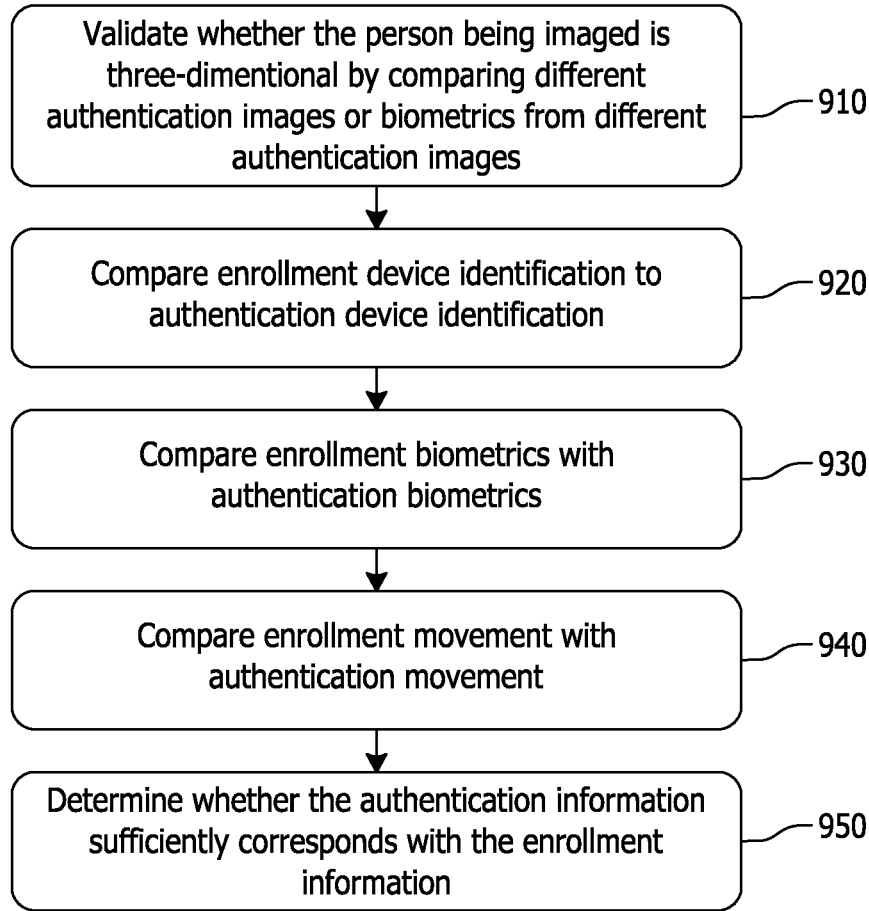 Validate whether the person being imaged is
three-dimentional by comparing different
authentication images or biometrics from different
authentication images
910
Compare enrollment device identification to
authentication device identification
920
Compare enrollment biometrics with
authentication biometrics
930
Compare enrollment movement with
authentication movement
940
Determine whether the authentication information
sufficiently corresponds with the enrollment
information
950